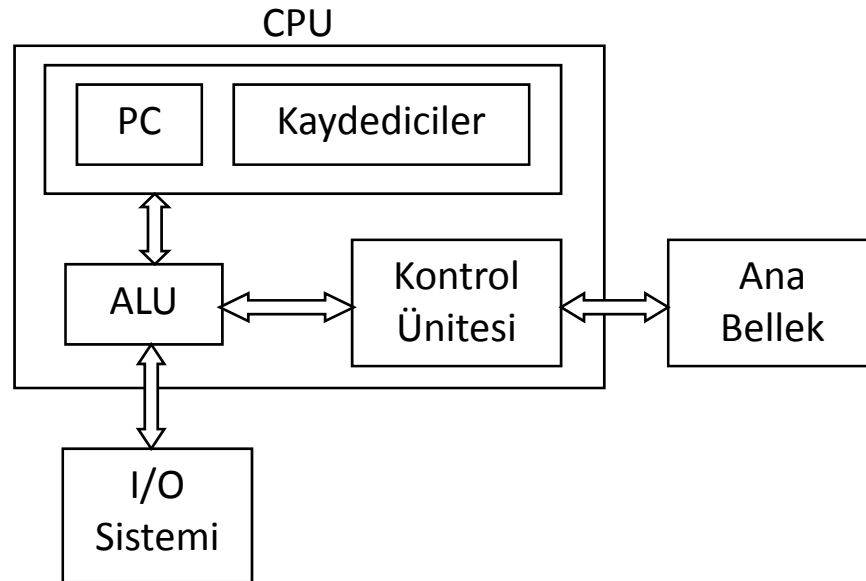 CPU
PC
Kaydediciler
ALU
Kontrol
Ünitesi
Ana
Bellek
I/O
Sistemi